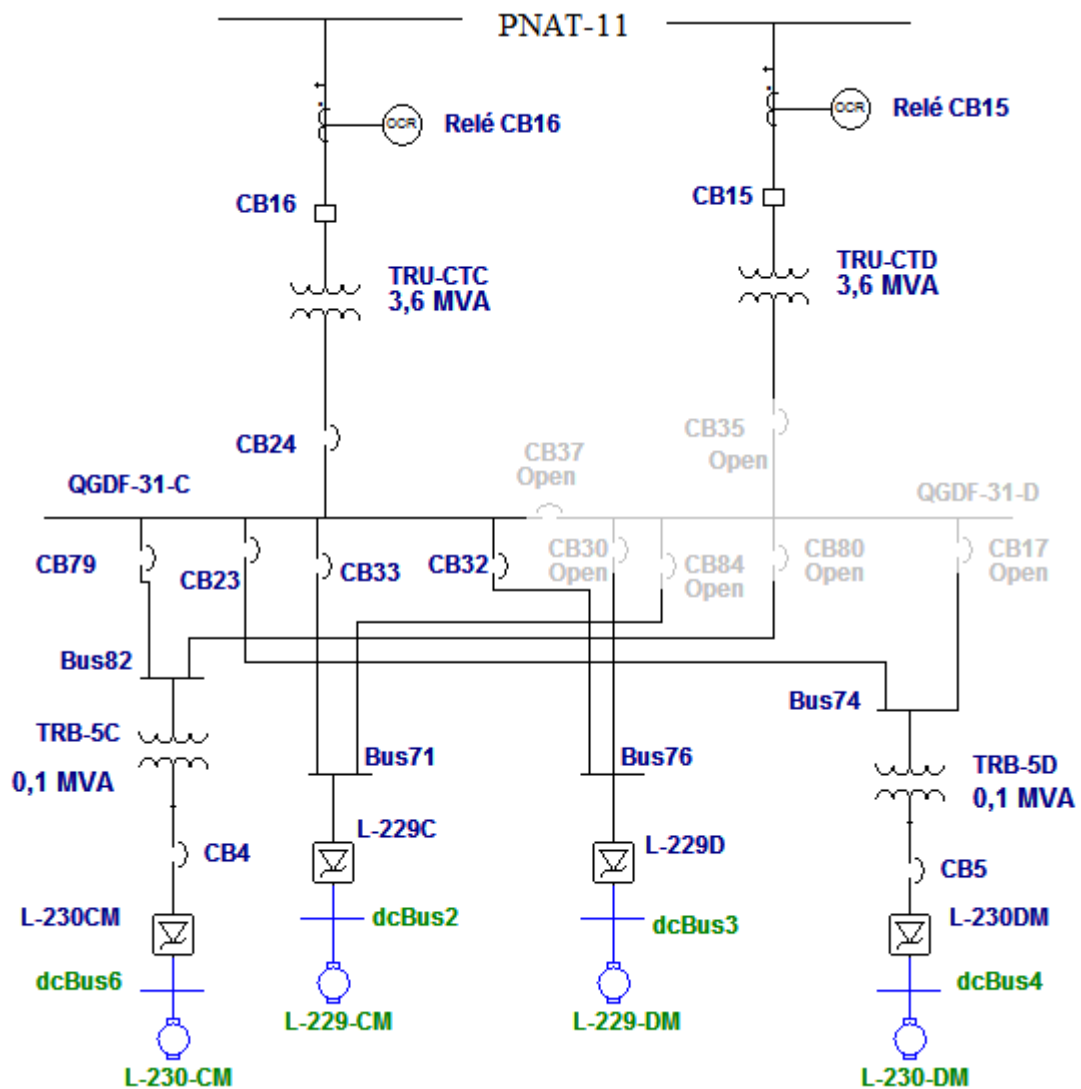 PNAT-11
OCR
Relé CB16
OCR
Relé CB15
CB16
CB15
TRU-CTC
3,6 MVA
TRU-CTD
3,6 MVA
CB24
CB35
Open
CB37
Open
QGDF-31-C
QGDF-31-D
CB79
CB23
CB33
CB32
CB30
Open
CB84
Open
CB80
Open
CB17
Open
Bus82
Bus74
TRB-5C
0,1 MVA
Bus71
Bus76
TRB-5D
0,1 MVA
L-229C
L-229D
CB4
CB5
L-230CM
dcBus2
dcBus3
L-230DM
dcBus6
dcBus4
L-229-CM
L-229-DM
L-230-CM
L-230-DM